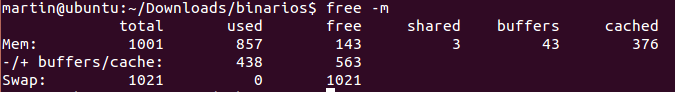 martin@ubuntu:~/Downloads/binarios$ free -m
total used free shared buffers cached
Mem: 1001 857 143 3 43 376
-/+ buffers/cache: 438 563
Swap: 1021 0 1021